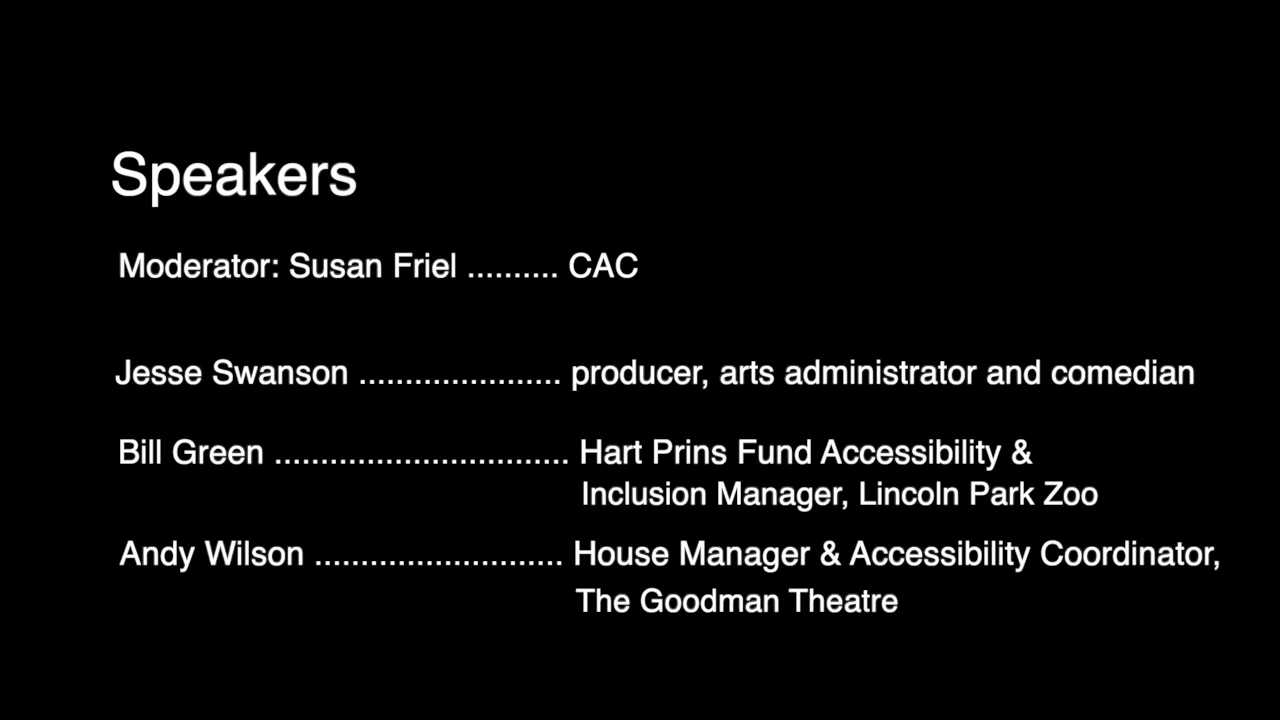 Speakers
Moderator: Susan Friel .......... CAC
Jesse Swanson ...................... producer, arts administrator and comedian
Bill Green ................................ Hart Prins Fund Accessibility &
Inclusion Manager, Lincoln Park Zoo
Andy Wilson ........................... House Manager & Accessibility Coordinator,
The Goodman Theatre